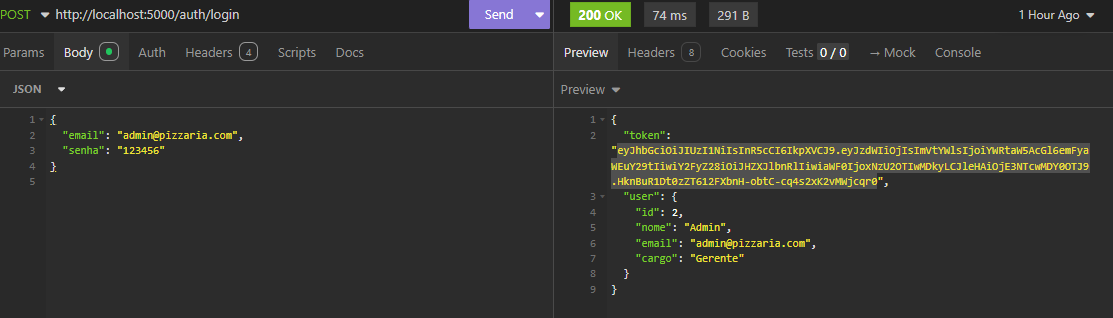 POST http://localhost:5000/auth/login Send
Params Body Auth Headers 4 Scripts Docs
JSON
1 {
2 "email": "admin@pizzaria.com",
3 "senha": "123456"
4 }
5
200 OK 74 ms 291 B 1 Hour Ago
Preview Headers 8 Cookies Tests 0 / 0 → Mock Console
Preview
1 {
2 "token":
"eyJhbGciOiJIUzI1NiIsInR5cCI6IkpXVCJ9.eyJzdWIiOjIsImVtYWlsIjoiYWRtaW5AcGl6emFya
WEuY29tIiwiY2FyZ28iOiJHZXJlbnRlIiwiaWF0IjoxNzU2OTIwMDkyLCJleHAiOjE3NTcwMDY0OTJ9
.HknBuR1Dt0zZT612FXbnH-obtC-cq4s2xK2vMWjcqr0",
3 "user": {
4 "id": 2,
5 "nome": "Admin",
6 "email": "admin@pizzaria.com",
7 "cargo": "Gerente"
8 }
9 }